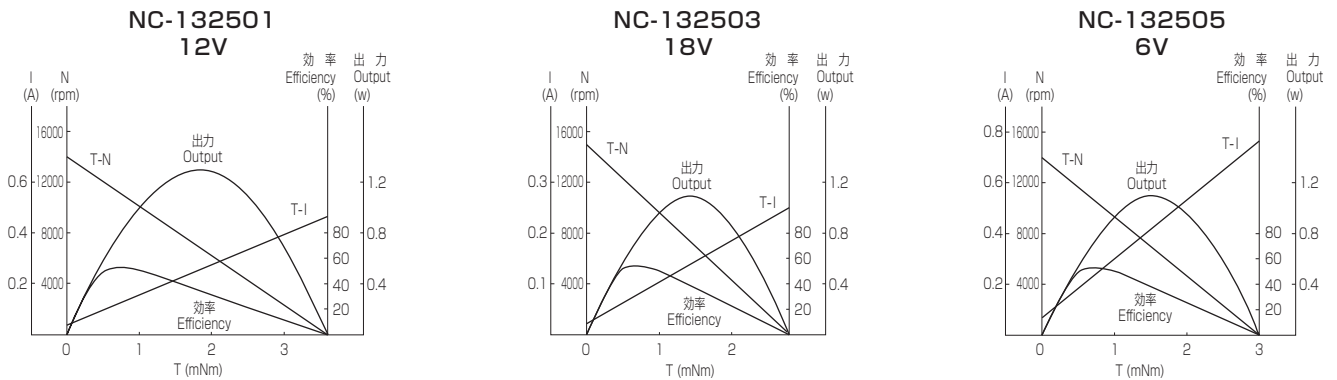 NC-132501
12V
効 率 出 力
I N Efficiency Output
(A) (rpm) (%) (w)
16000
出力
Output
T-N
0.6 12000 1.2
T-I
0.4 8000 80 0.8
60
0.2 4000 40 0.4
効率
Efficiency
20
0 1 2 3
T (mNm)
NC-132503
18V
効 率 出 力
I N Efficiency Output
(A) (rpm) (%) (w)
16000
T-N
出力
Output
0.3 12000 1.2
T-I
0.2 8000 80 0.8
60
0.1 4000 40 0.4
効率
Efficiency
20
0 1 2
T (mNm)
NC-132505
6V
効 率 出 力
I N Efficiency Output
(A) (rpm) (%) (w)
0.8 16000
T-I
T-N
出力
Output
0.6 12000 1.2
0.4 8000 80 0.8
60
0.2 4000 40 0.4
効率
Efficiency
20
0 1 2 3
T (mNm)